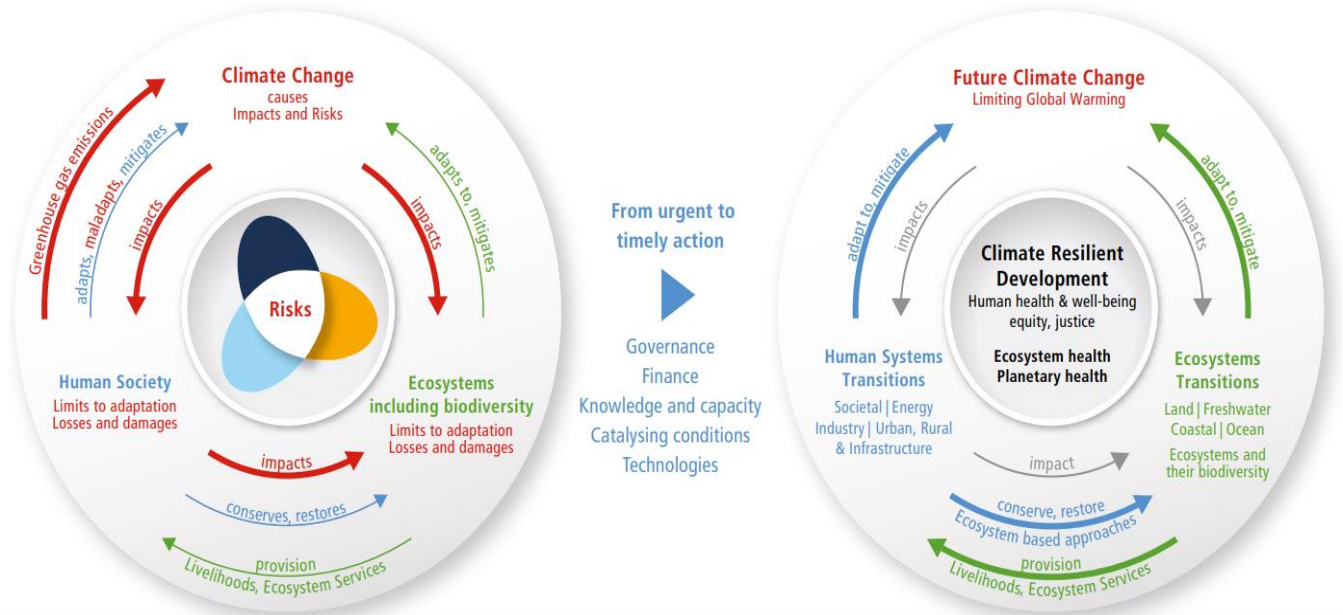 Climate Change
causes
Impacts and Risks
Greenhouse gas emissions
adapts, maladapts, mitigates
impacts
impacts
adapts to, mitigates
Risks
Human Society
Limits to adaptation
Losses and damages
Ecosystems
including biodiversity
Limits to adaptation
Losses and damages
impacts
conserves, restores
provision
Livelihoods, Ecosystem Services
From urgent to
timely action
Governance
Finance
Knowledge and capacity
Catalysing conditions
Technologies
Future Climate Change
Limiting Global Warming
adapt to, mitigate
impacts
impacts
adapt to, mitigate
Climate Resilient
Development
Human health & well-being
equity, justice
Ecosystem health
Planetary health
Human Systems
Transitions
Societal | Energy
Industry | Urban, Rural
& Infrastructure
Ecosystems
Transitions
Land | Freshwater
Coastal | Ocean
Ecosystems and
their biodiversity
impact
conserve, restore
Ecosystem based approaches
provision
Livelihoods, Ecosystem Services